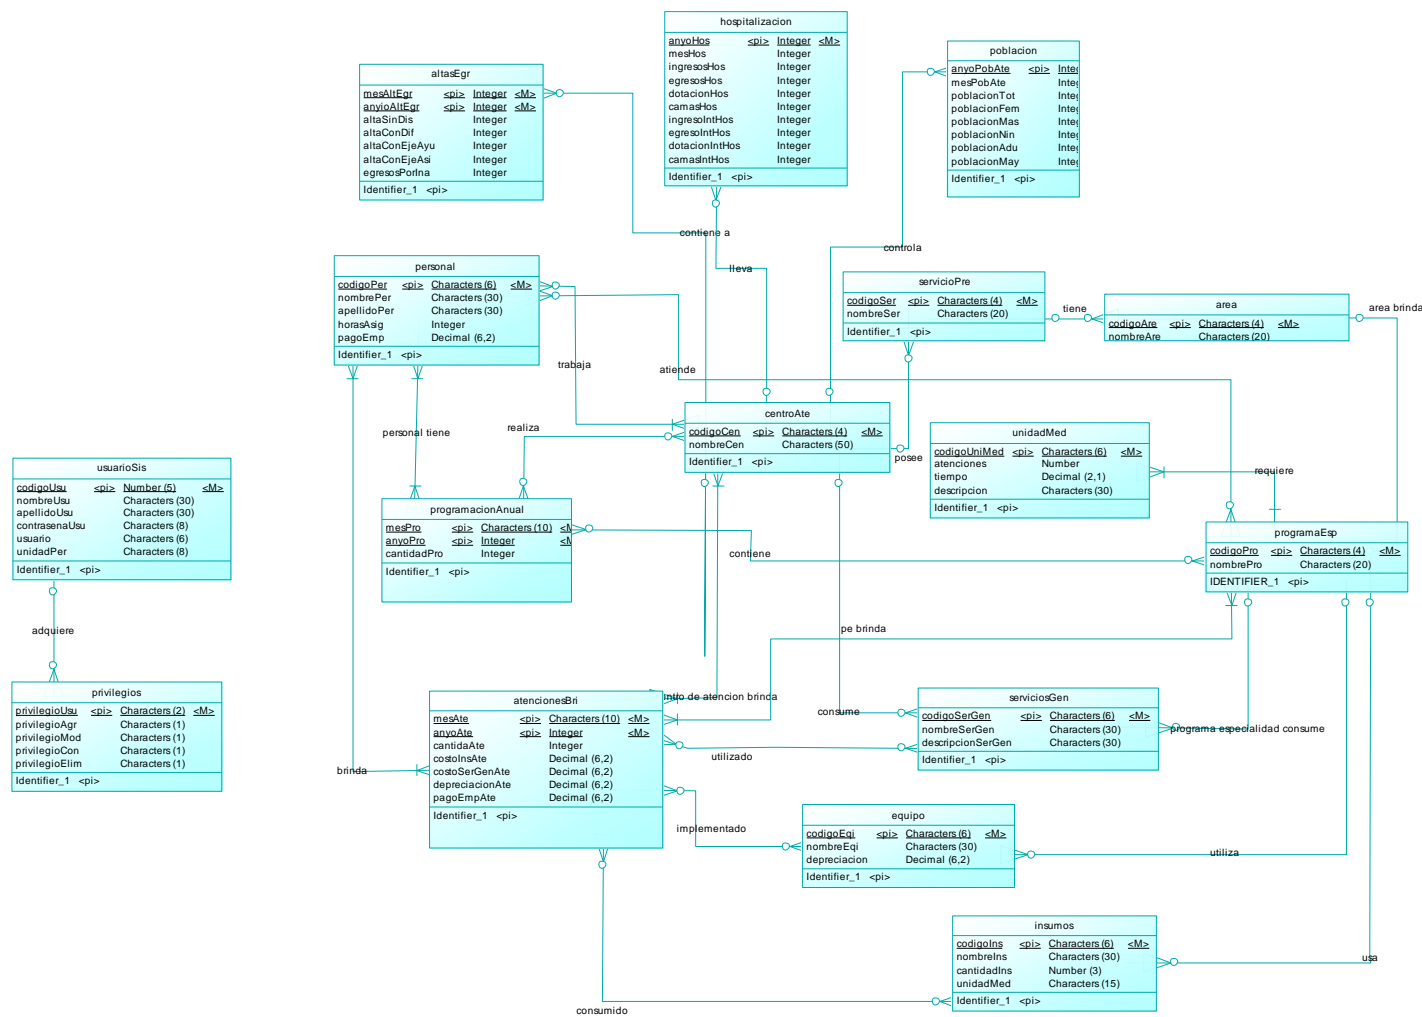 hospitalizacion
anyoHos <pi> Integer <M>
mesHos Integer
ingresosHos Integer
egresosHos Integer
dotacionHos Integer
camasHos Integer
ingresoIntHos Integer
egresoIntHos Integer
dotacionIntHos Integer
camasIntHos Integer
Identifier_1 <pi>
poblacion
anyoPobAte <pi> Integ
mesPobAte Integ
poblacionTot Integ
poblacionFem Integ
poblacionMas Integ
poblacionNin Integ
poblacionAdu Integ
poblacionMay Integ
Identifier_1 <pi>
altasEgr
mesAltEgr <pi> Integer <M>
anyioAltEgr <pi> Integer <M>
altaSinDis Integer
altaConDif Integer
altaConEjeAyu Integer
altaConEjeAsi Integer
egresosPorIna Integer
Identifier_1 <pi>
contiene a
lleva
controla
personal
codigoPer <pi> Characters (6) <M>
nombrePer Characters (30)
apellidoPer Characters (30)
horasAsig Integer
pagoEmp Decimal (6,2)
Identifier_1 <pi>
servicioPre
codigoSer <pi> Characters (4) <M>
nombreSer Characters (20)
Identifier_1 <pi>
tiene
area
codigoAre <pi> Characters (4) <M>
nombreAre Characters (20)
area brinda
trabaja
atiende
centroAte
codigoCen <pi> Characters (4) <M>
nombreCen Characters (50)
Identifier_1 <pi>
personal tiene
realiza
posee
unidadMed
codigoUniMed <pi> Characters (6) <M>
atenciones Number
tiempo Decimal (2,1)
descripcion Characters (30)
Identifier_1 <pi>
requiere
usuarioSis
codigoUsu <pi> Number (5) <M>
nombreUsu Characters (30)
apellidoUsu Characters (30)
contrasenaUsu Characters (8)
usuario Characters (6)
unidadPer Characters (8)
Identifier_1 <pi>
programacionAnual
mesPro <pi> Characters (10) <M
anyoPro <pi> Integer <M
cantidadPro Integer
Identifier_1 <pi>
contiene
programaEsp
codigoPro <pi> Characters (4) <M>
nombrePro Characters (20)
IDENTIFIER_1 <pi>
adquiere
pe brinda
privilegios
privilegioUsu <pi> Characters (2) <M>
privilegioAgr Characters (1)
privilegioMod Characters (1)
privilegioCon Characters (1)
privilegioElim Characters (1)
Identifier_1 <pi>
ntro de atencion brinda
atencionesBri
mesAte <pi> Characters (10) <M>
anyoAte <pi> Integer <M>
cantidaAte Integer
costoInsAte Decimal (6,2)
costoSerGenAte Decimal (6,2)
depreciacionAte Decimal (6,2)
pagoEmpAte Decimal (6,2)
Identifier_1 <pi>
brinda
consume
utilizado
serviciosGen
codigoSerGen <pi> Characters (6) <M>
nombreSerGen Characters (30)
descripcionSerGen Characters (30)
Identifier_1 <pi>
programa especialidad consume
implementado
equipo
codigoEqi <pi> Characters (6) <M>
nombreEqi Characters (30)
depreciacion Decimal (6,2)
Identifier_1 <pi>
utiliza
insumos
codigoIns <pi> Characters (6) <M>
nombreIns Characters (30)
cantidadIns Number (3)
unidadMed Characters (15)
Identifier_1 <pi>
usa
consumido